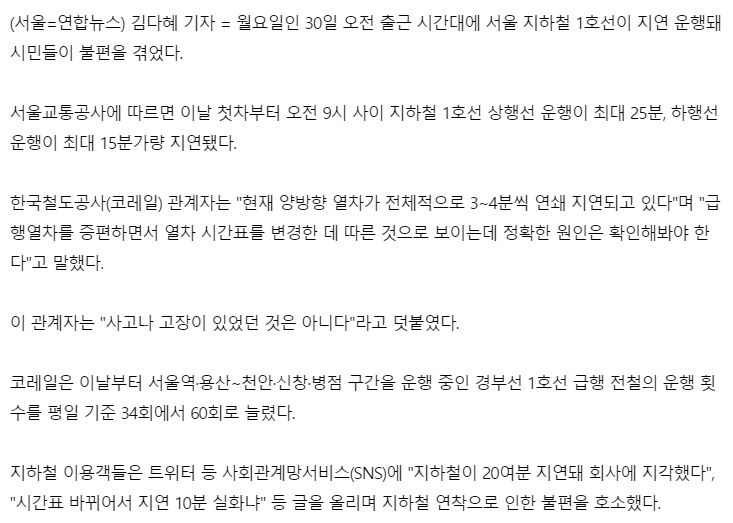 (서울=연합뉴스) 김다혜 기자 = 월요일인 30일 오전 출근 시간대에 서울 지하철 1호선이 지연 운행돼
시민들이 불편을 겪었다.
서울교통공사에 따르면 이날 첫차부터 오전 9시 사이 지하철 1호선 상행선 운행이 최대 25분, 하행선
운행이 최대 15분가량 지연됐다.
한국철도공사(코레일) 관계자는 "현재 양방향 열차가 전체적으로 3~4분씩 연쇄 지연되고 있다"며 "급
행열차를 증편하면서 열차 시간표를 변경한 데 따른 것으로 보이는데 정확한 원인은 확인해봐야 한
다"고 말했다.
이 관계자는 "사고나 고장이 있었던 것은 아니다"라고 덧붙였다.
코레일은 이날부터 서울역·용산~천안·신창·병점 구간을 운행 중인 경부선 1호선 급행 전철의 운행 횟
수를 평일 기준 34회에서 60회로 늘렸다.
지하철 이용객들은 트위터 등 사회관계망서비스(SNS)에 "지하철이 20여분 지연돼 회사에 지각했다",
"시간표 바뀌어서 지연 10분 실화냐" 등 글을 올리며 지하철 연착으로 인한 불편을 호소했다.